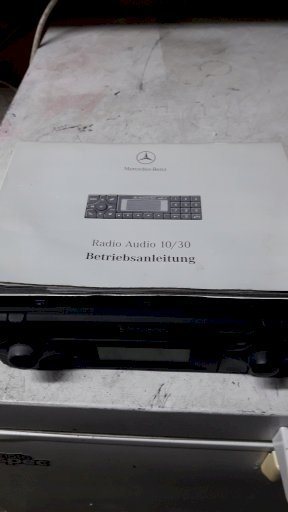 Mercedes-Benz
Radio Audio 10/30
Betriebsanleitung